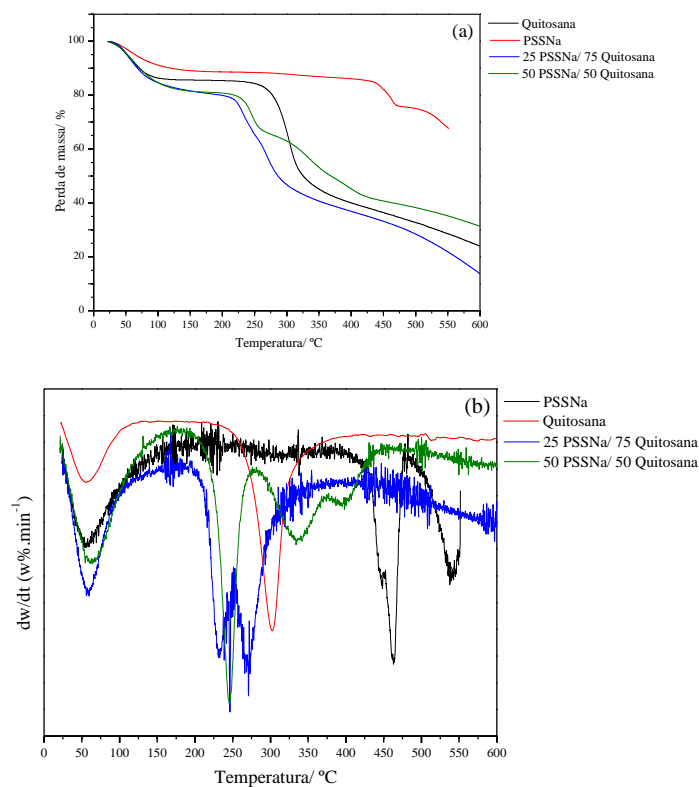 (a)
Quitosana
PSSNa
25 PSSNa/ 75 Quitosana
50 PSSNa/ 50 Quitosana
Perda de massa/ %
100
80
60
40
20
0
0 50 100 150 200 250 300 350 400 450 500 550 600
Temperatura/ ºC
(b)
PSSNa
Quitosana
25 PSSNa/ 75 Quitosana
50 PSSNa/ 50 Quitosana
dw/dt (w%.min⁻¹)
0 50 100 150 200 250 300 350 400 450 500 550 600
Temperatura/ ºC